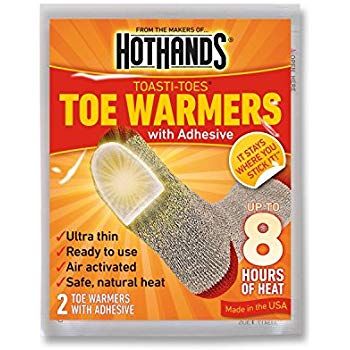 FROM THE MAKERS OF...
HOTHANDS®
TOASTI-TOES™
TOE WARMERS
with Adhesive
IT STAYS
WHERE YOU
STICK IT!
UP TO
8
HOURS
OF HEAT
✓Ultra thin
✓Ready to use
✓Air activated
✓Safe, natural heat
2 TOE WARMERS
WITH ADHESIVE
Made in the USA